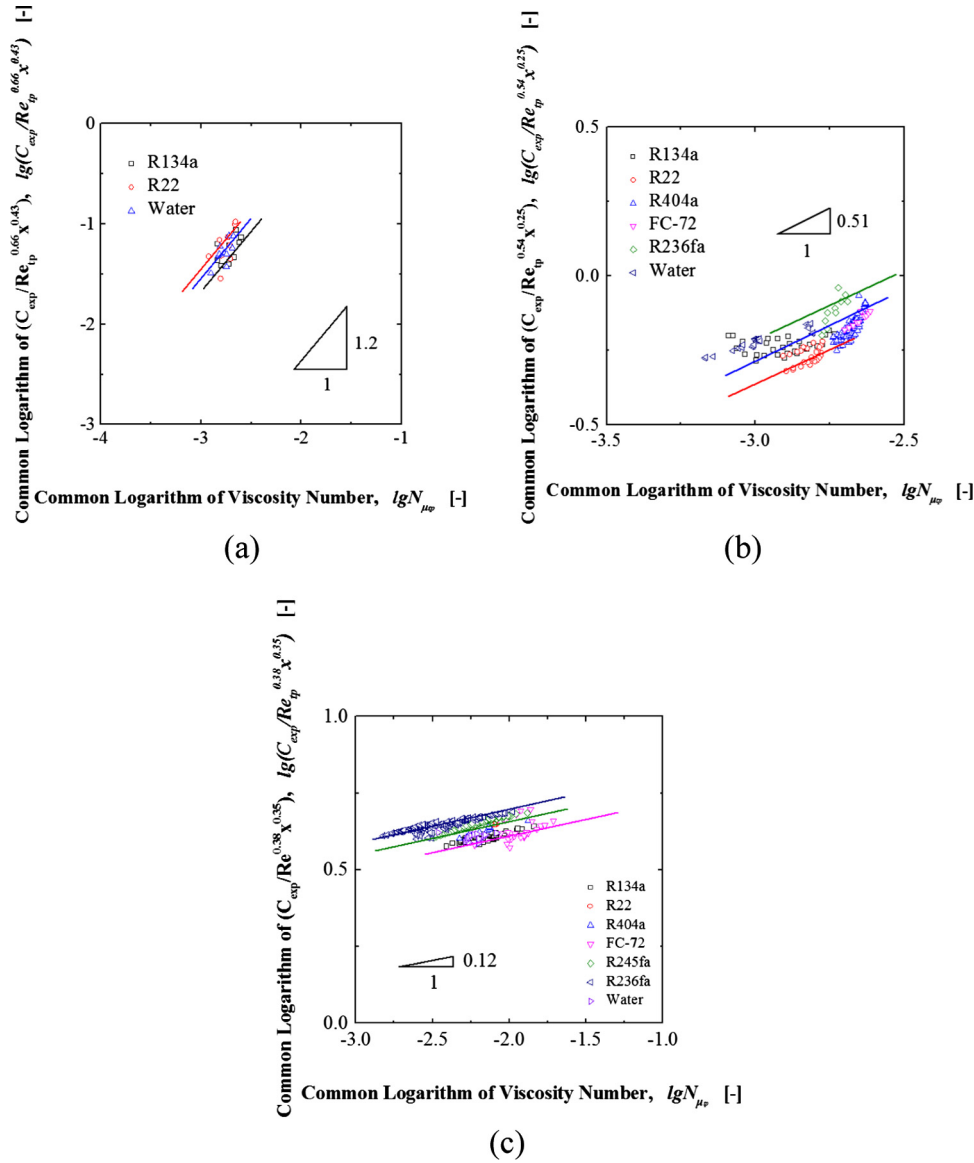 Common Logarithm of (C_exp/Re_tp^0.66 x^0.43), lg(C_exp/Re_tp^0.66 x^0.43) [-]
0
-1
-2
-3
R134a
R22
Water
1.2
1
-4
-3
-2
-1
Common Logarithm of Viscosity Number, lgN_μtp [-]
(a)
Common Logarithm of (C_exp/Re_tp^0.54 x^0.25), lg(C_exp/Re_tp^0.54 x^0.25) [-]
0.5
0.0
-0.5
R134a
R22
R404a
FC-72
R236fa
Water
0.51
1
-3.5
-3.0
-2.5
Common Logarithm of Viscosity Number, lgN_μtp [-]
(b)
Common Logarithm of (C_exp/Re^0.38 x^0.35), lg(C_exp/Re_tp^0.38 x^0.35) [-]
1.0
0.5
0.0
R134a
R22
R404a
FC-72
R245fa
R236fa
Water
0.12
1
-3.0
-2.5
-2.0
-1.5
-1.0
Common Logarithm of Viscosity Number, lgN_μtp [-]
(c)